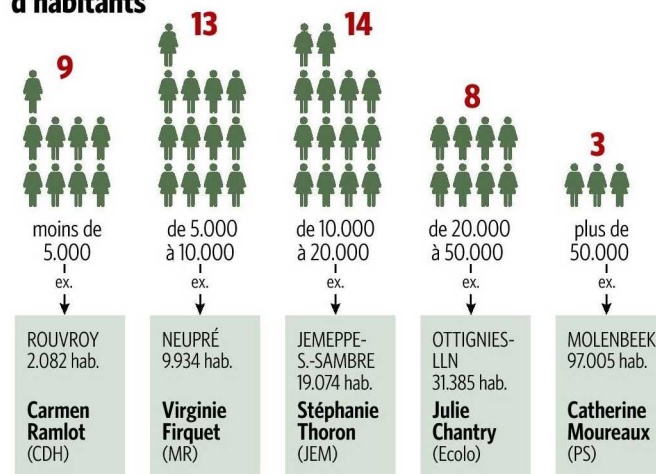 d'habitants
9
13
14
8
3
moins de
5.000
de 5.000
à 10.000
de 10.000
à 20.000
de 20.000
à 50.000
plus de
50.000
ex.
ex.
ex.
ex.
ex.
ROUVROY
2.082 hab.
Carmen
Ramlot
(CDH)
NEUPRÉ
9.934 hab.
Virginie
Firquet
(MR)
JEMEPPE-
S.-SAMBRE
19.074 hab.
Stéphanie
Thoron
(JEM)
OTTIGNIES-
LLN
31.385 hab.
Julie
Chantry
(Ecolo)
MOLENBEEK
97.005 hab.
Catherine
Moureaux
(PS)